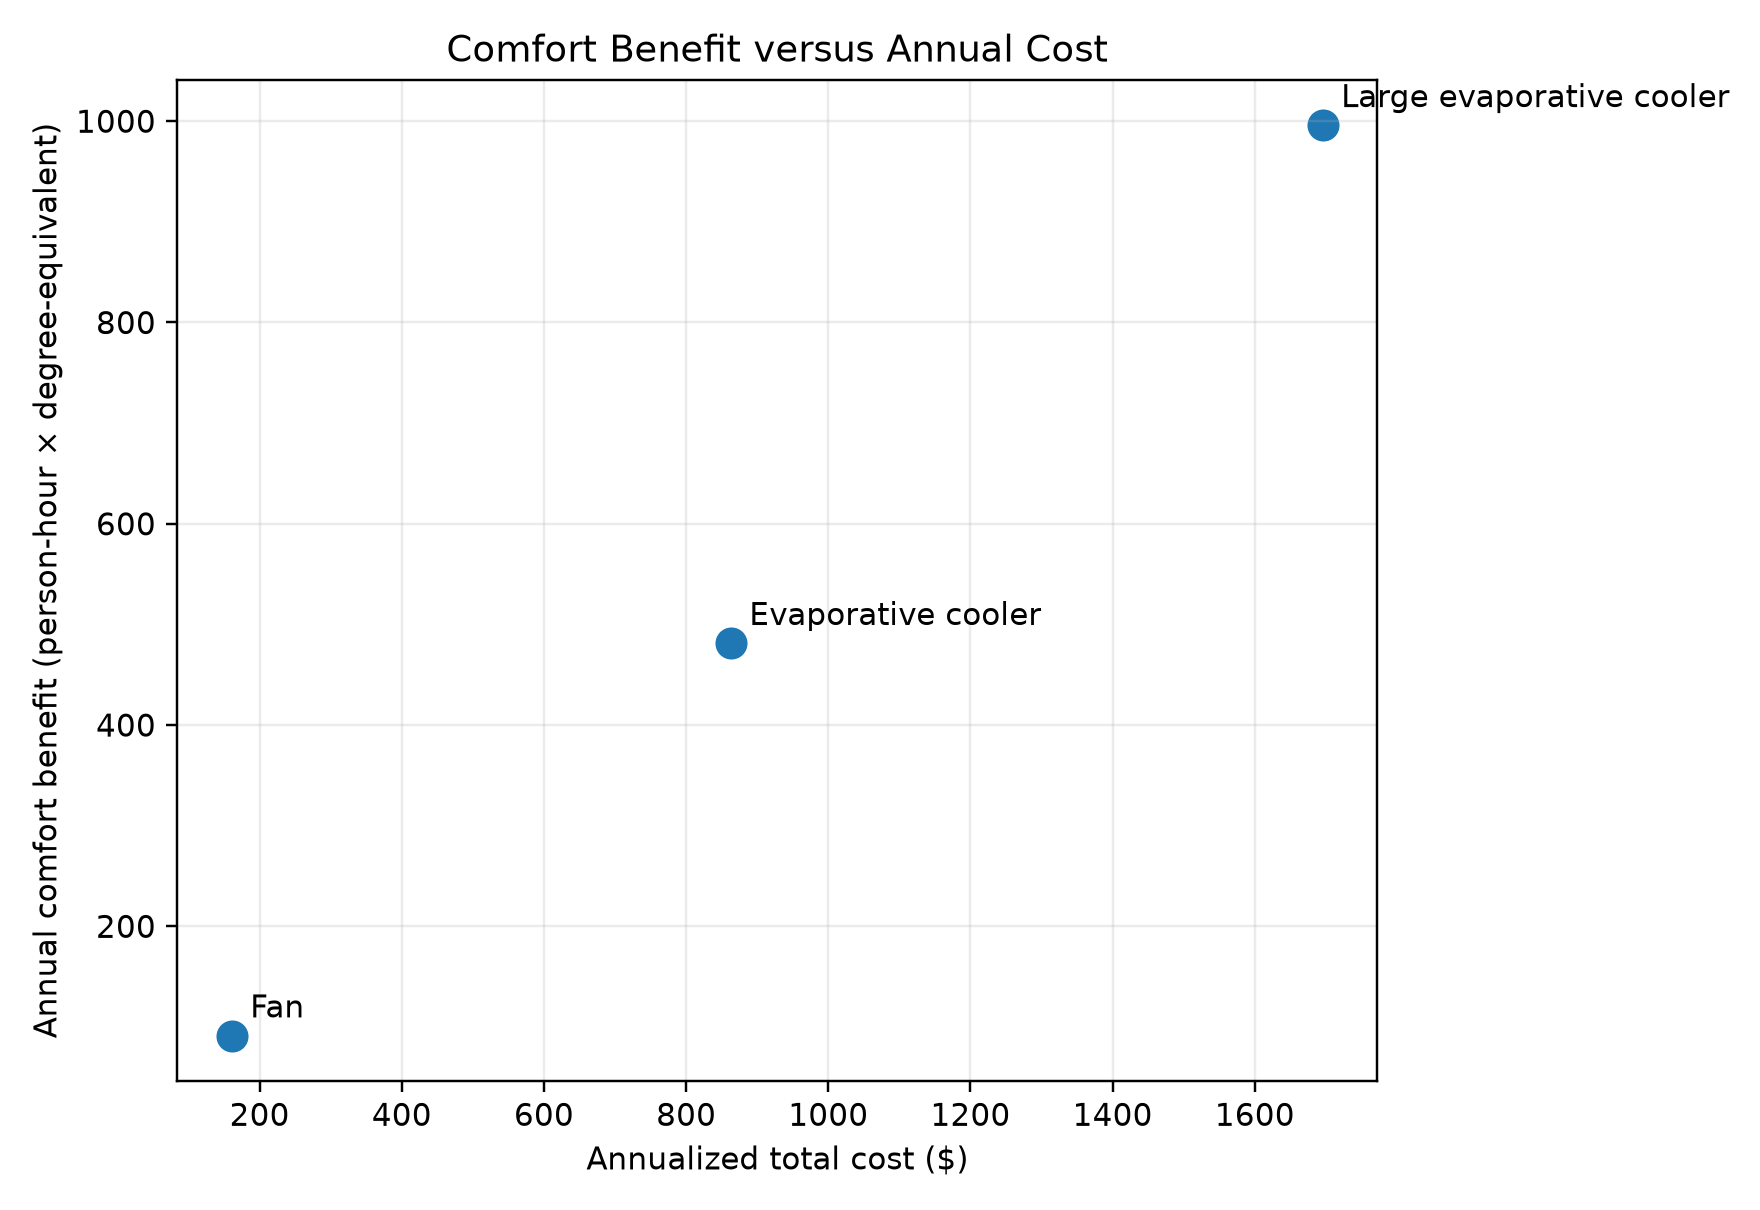 Comfort Benefit versus Annual Cost
Large evaporative cooler
1000
800
600
400
200
Annual comfort benefit (person-hour × degree-equivalent)
Evaporative cooler
Fan
200 400 600 800 1000 1200 1400 1600
Annualized total cost ($)